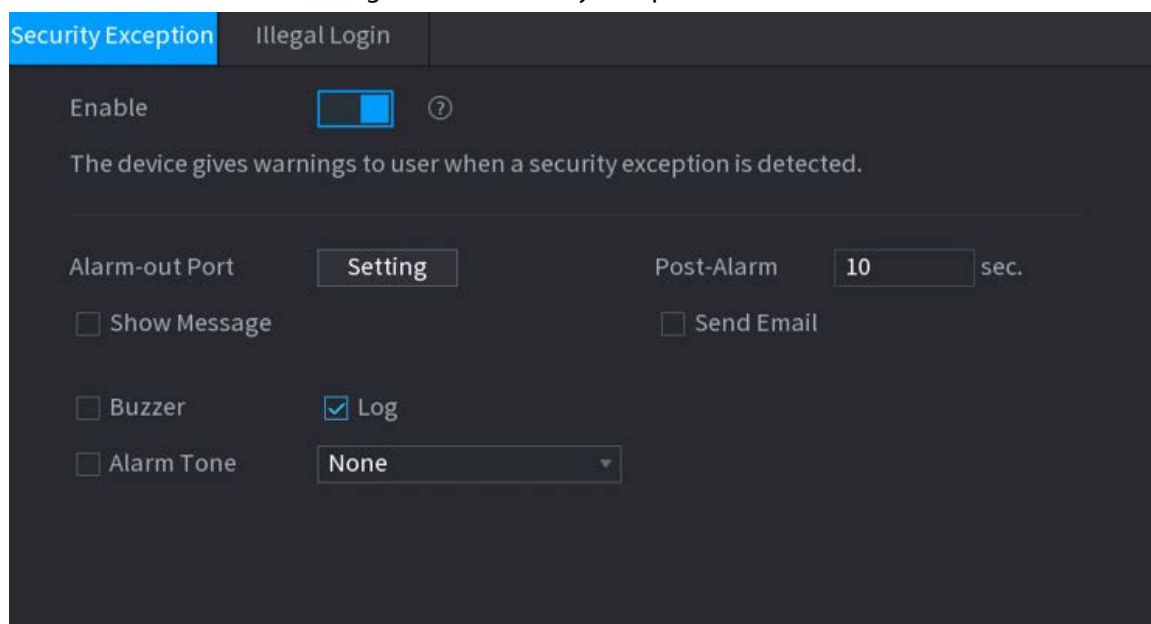 Security Exception Illegal Login
Enable ?
The device gives warnings to user when a security exception is detected.
Alarm-out Port Setting Post-Alarm 10 sec.
Show Message Send Email
Buzzer Log
Alarm Tone None